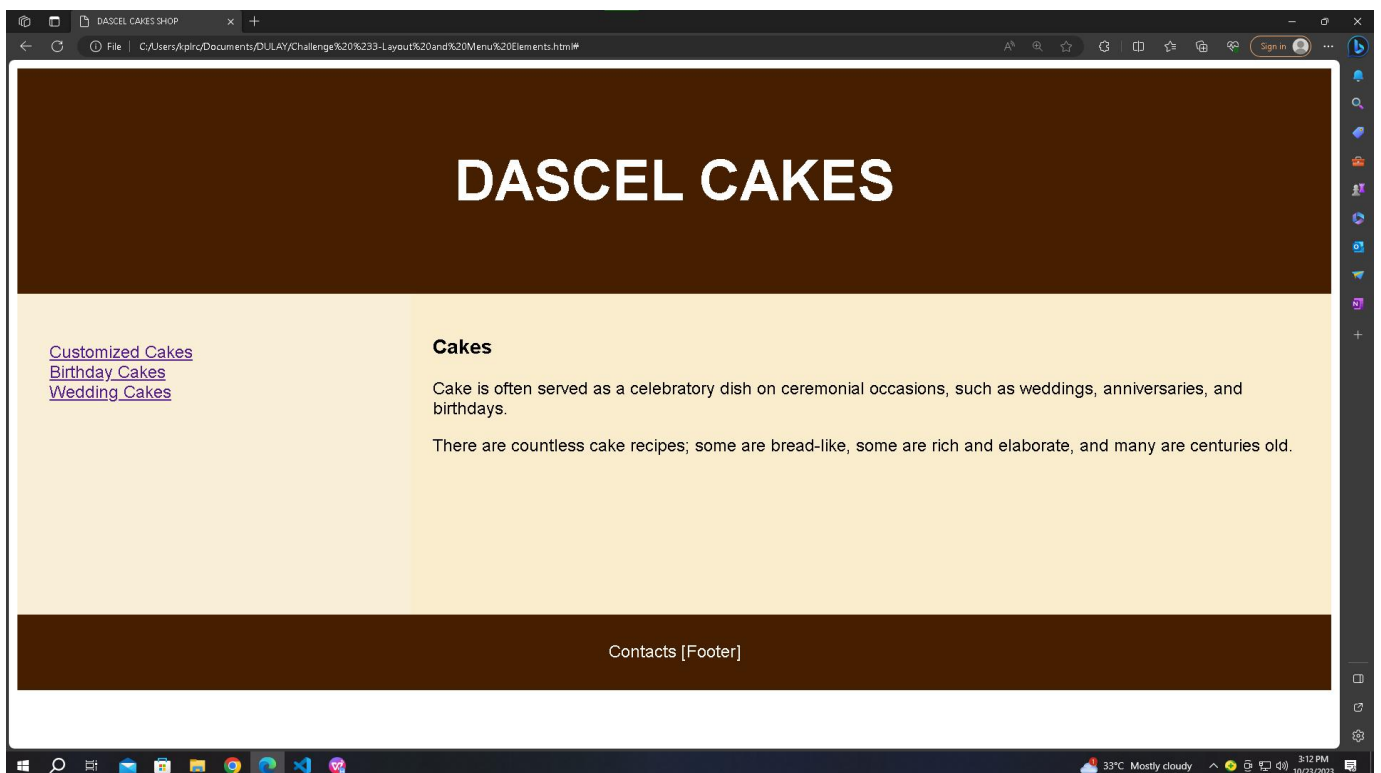 DASCEL CAKES SHOP
File | C:/Users/kplrc/Documents/DULAY/Challenge%20%233-Layout%20and%20Menu%20Elements.html#
Sign in
DASCEL CAKES
Customized Cakes
Birthday Cakes
Wedding Cakes
Cakes
Cake is often served as a celebratory dish on ceremonial occasions, such as weddings, anniversaries, and
birthdays.
There are countless cake recipes; some are bread-like, some are rich and elaborate, and many are centuries old.
Contacts [Footer]
33°C Mostly cloudy
3:12 PM
10/23/2023